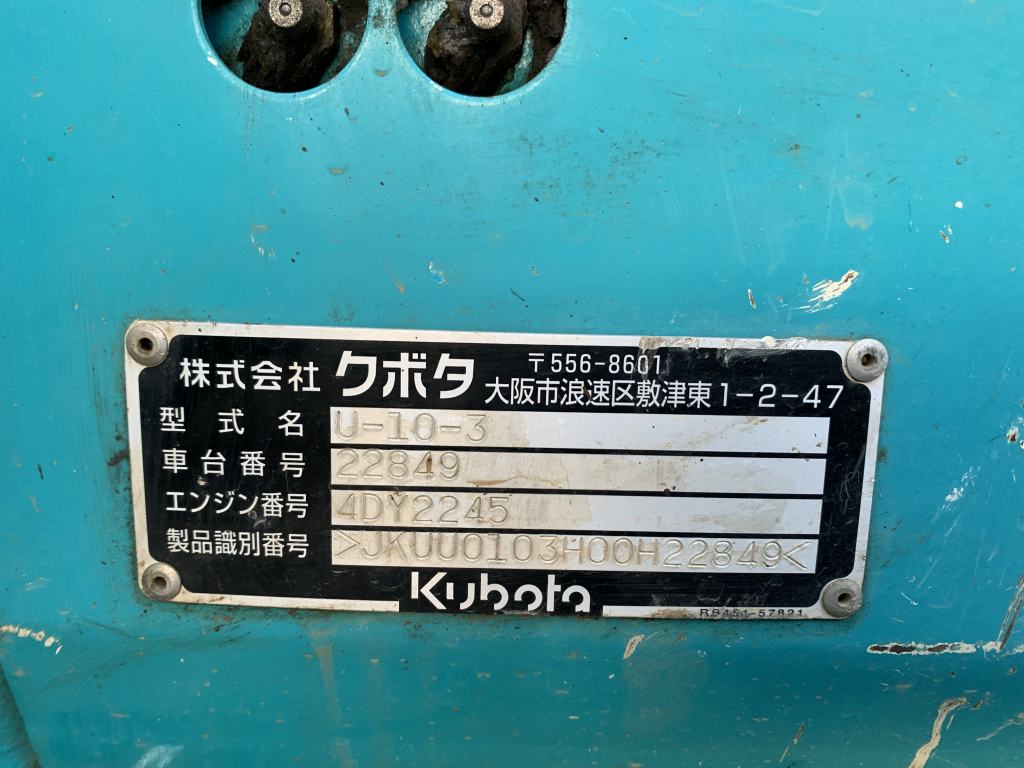 株式会社 クボタ 〒556-8601
大阪市浪速区敷津東1-2-47
型式名 U-10-3
車台番号 22849
エンジン番号 4DY2245
製品識別番号 >JKUU0103H00H22849<
Kubota
RB451-57821